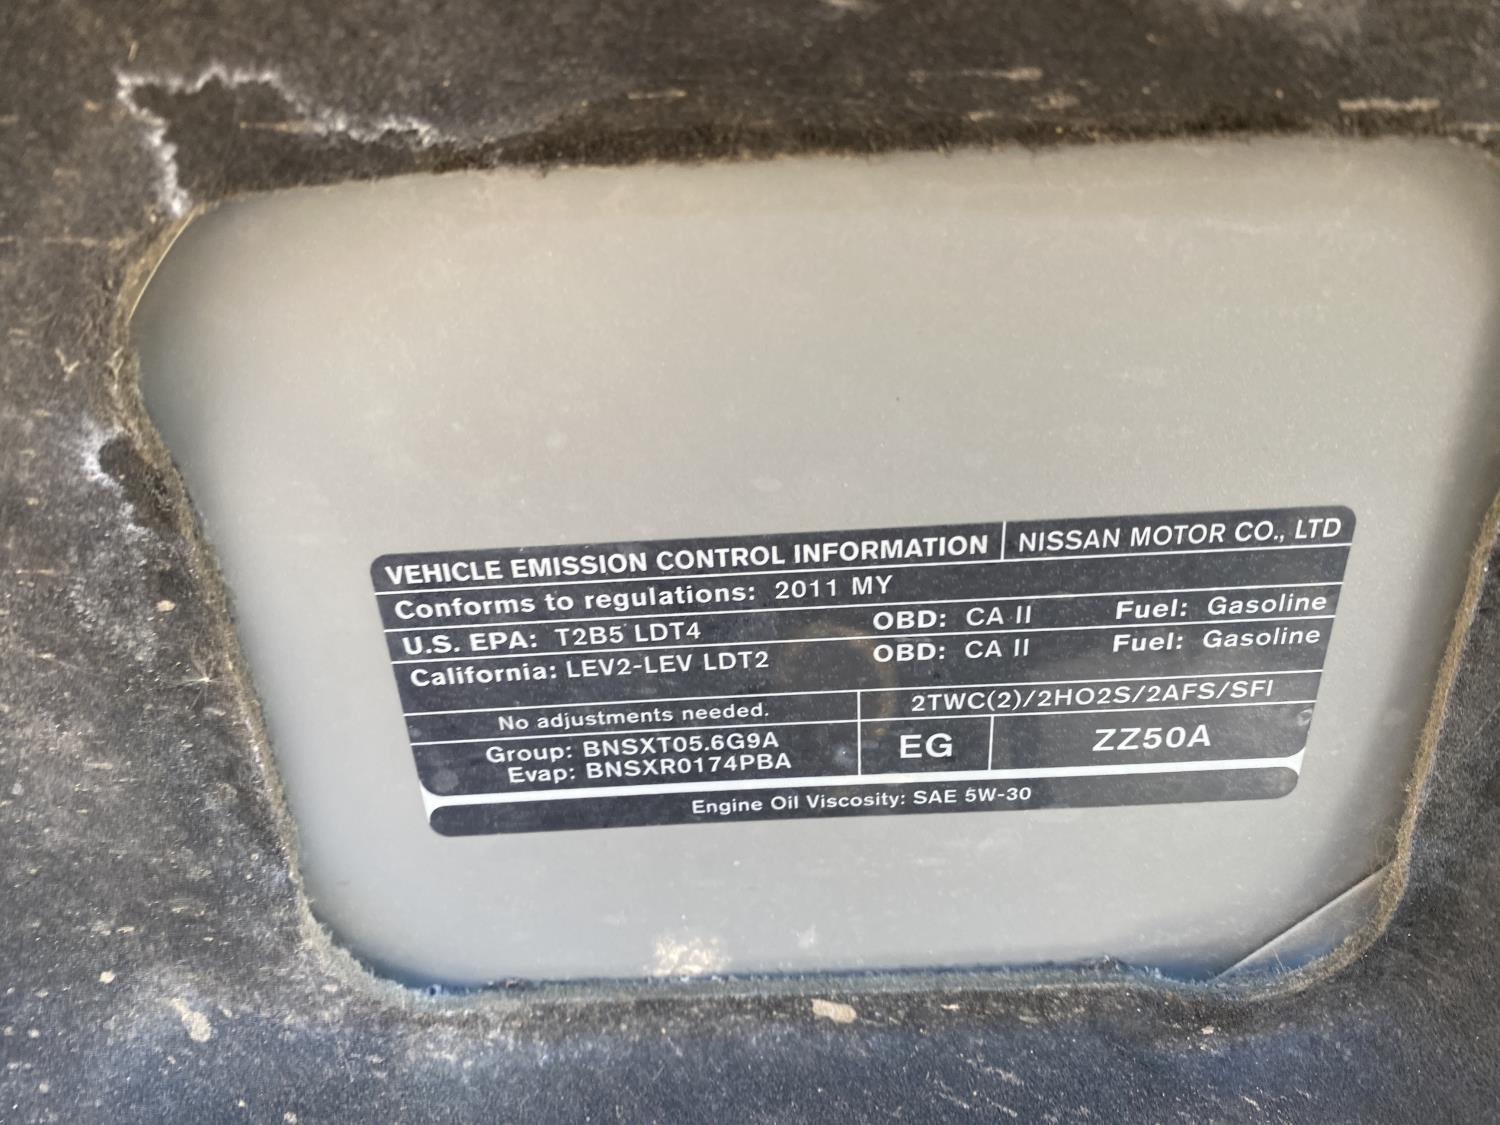 VEHICLE EMISSION CONTROL INFORMATION NISSAN MOTOR CO., LTD
Conforms to regulations: 2011 MY
U.S. EPA: T2B5 LDT4 OBD: CA II Fuel: Gasoline
California: LEV2-LEV LDT2 OBD: CA II Fuel: Gasoline
No adjustments needed. 2TWC(2)/2HO2S/2AFS/SFI
Group: BNSXT05.6G9A
Evap: BNSXR0174PBA
EG ZZ50A
Engine Oil Viscosity: SAE 5W-30